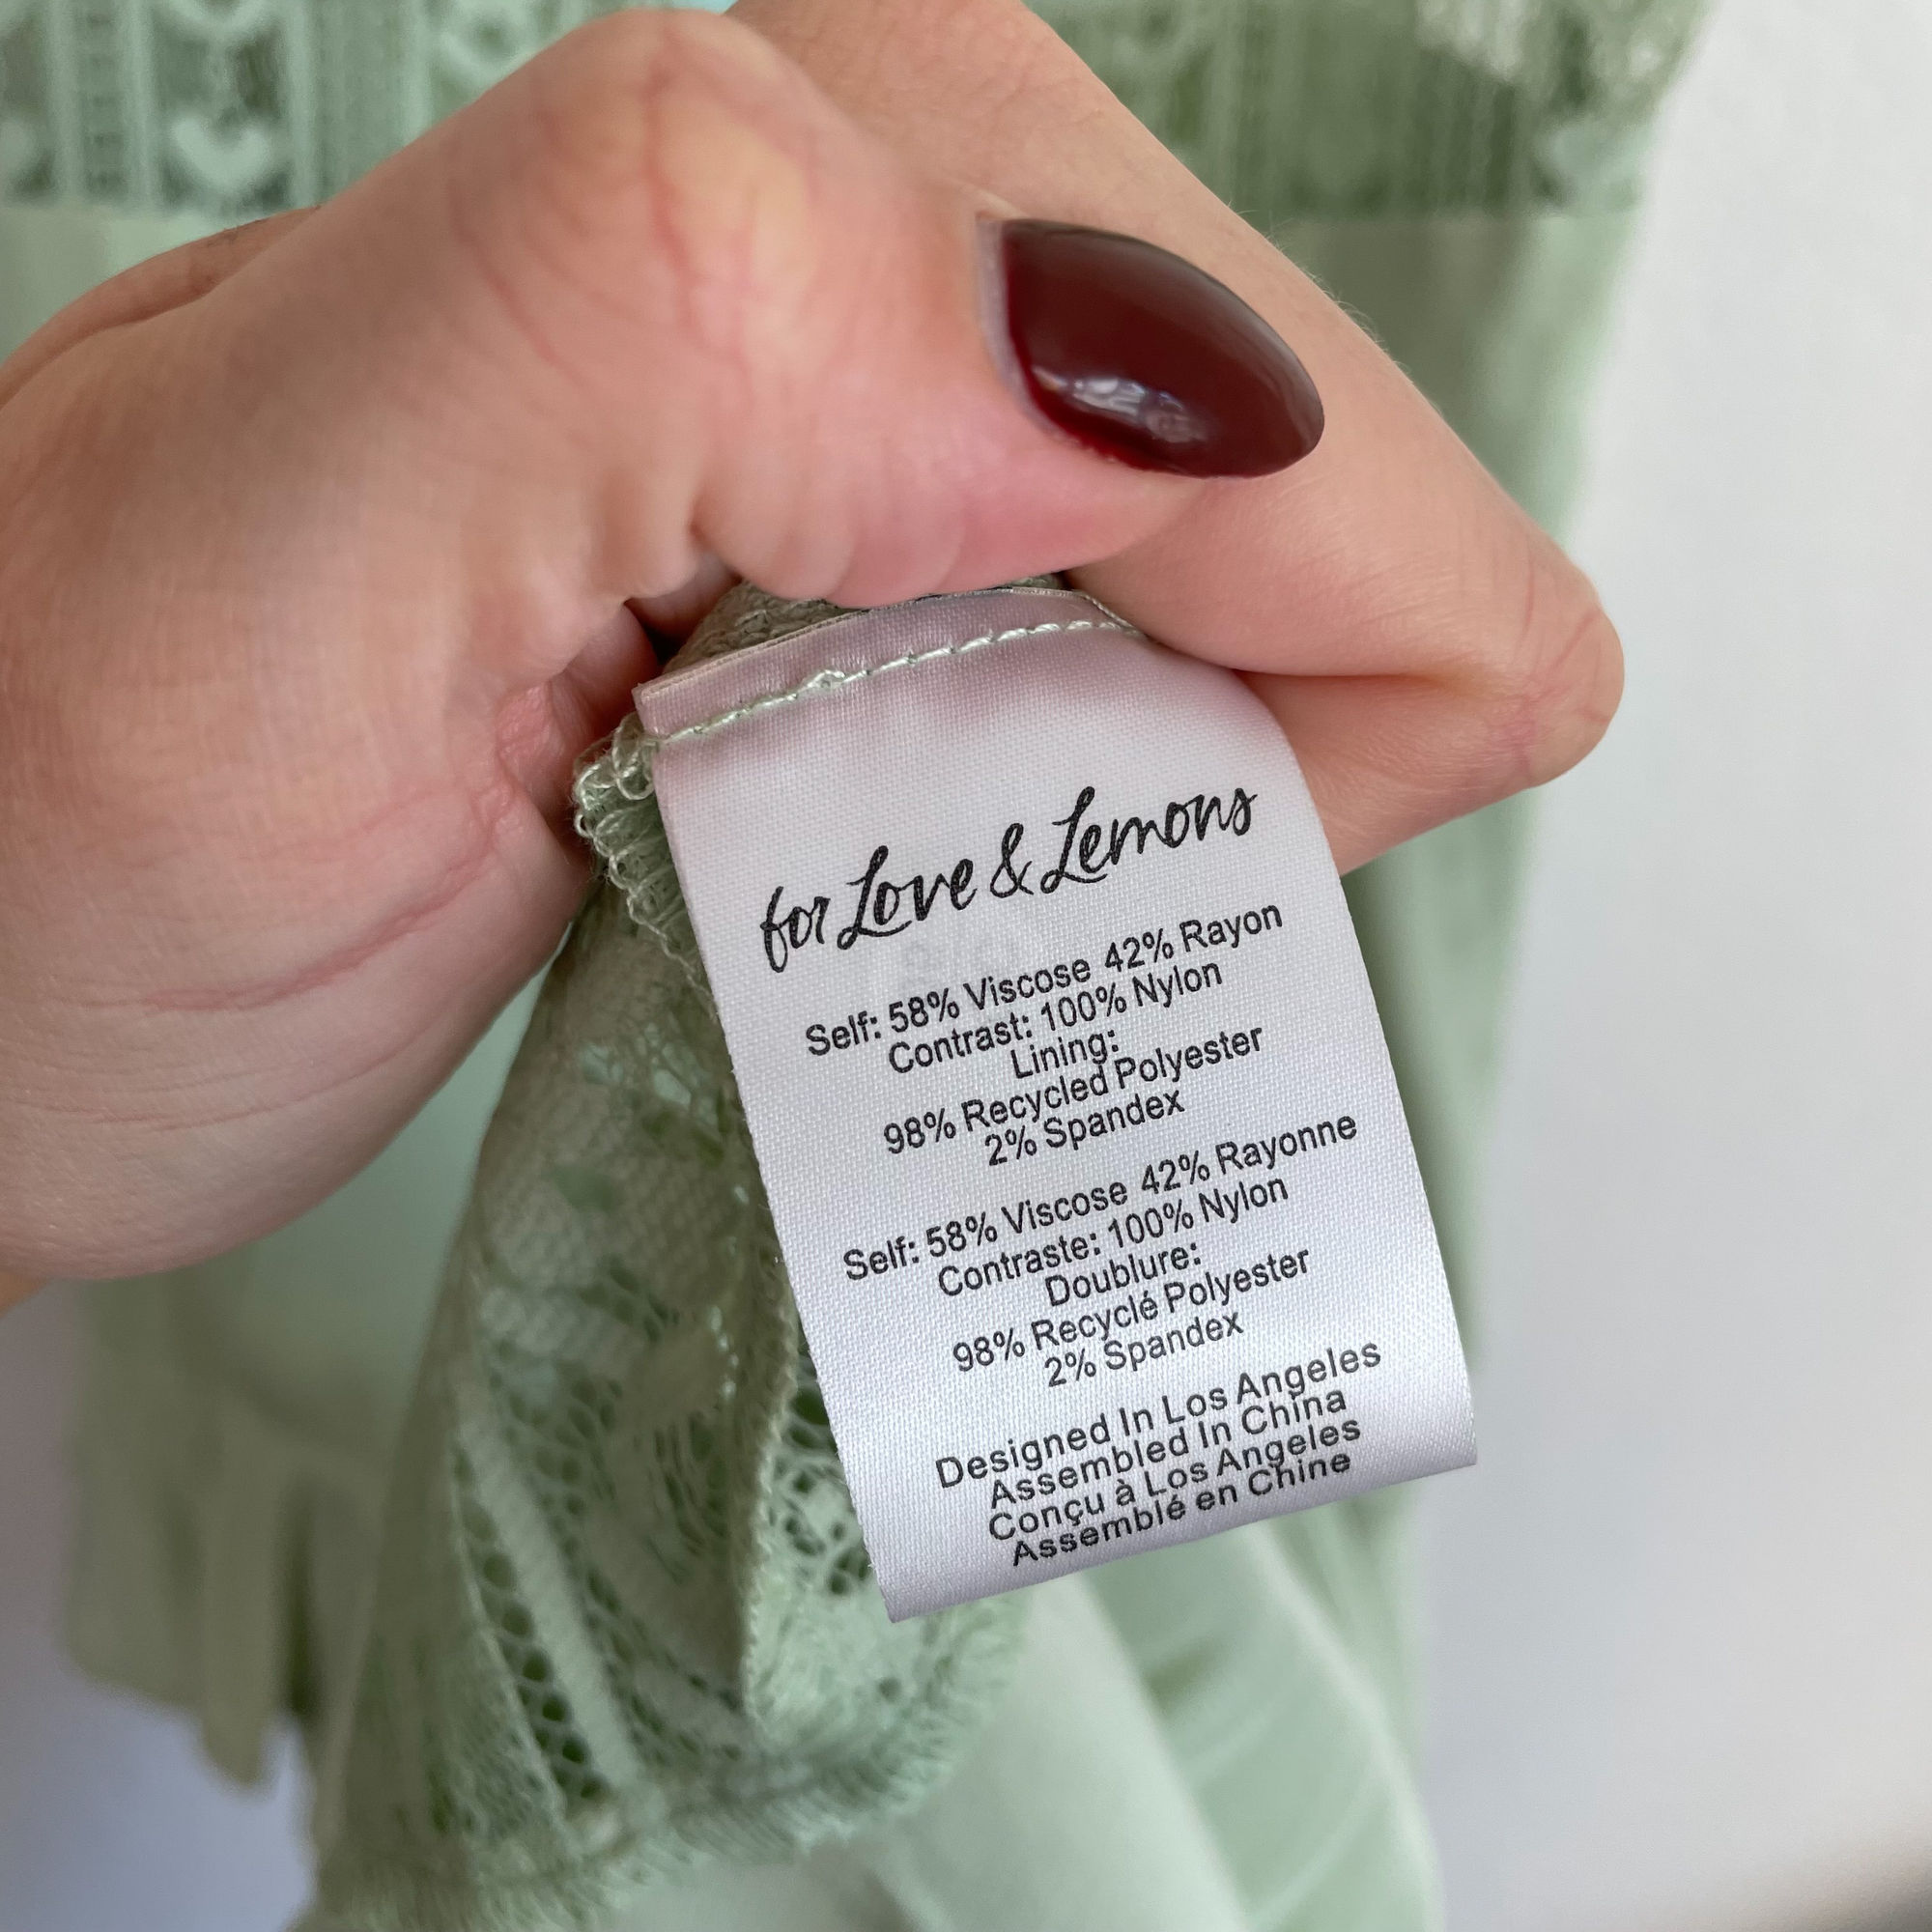 for Love & Lemons
Self: 58% Viscose 42% Rayon
Contrast: 100% Nylon
Lining:
98% Recycled Polyester
2% Spandex
Self: 58% Viscose 42% Rayonne
Contraste: 100% Nylon
Doublure:
98% Recyclé Polyester
2% Spandex
Designed In Los Angeles
Assembled In China
Conçu à Los Angeles
Assemblé en Chine